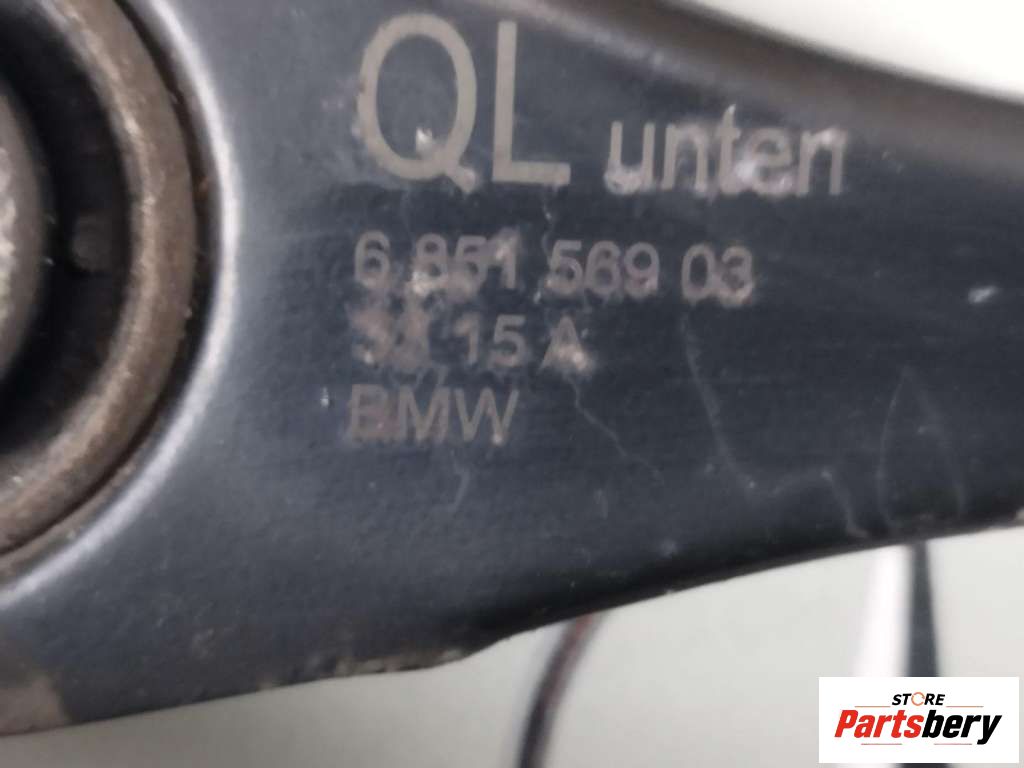 QL unten
6 851 569 03
15 A
BMW
STORE
Partsbery